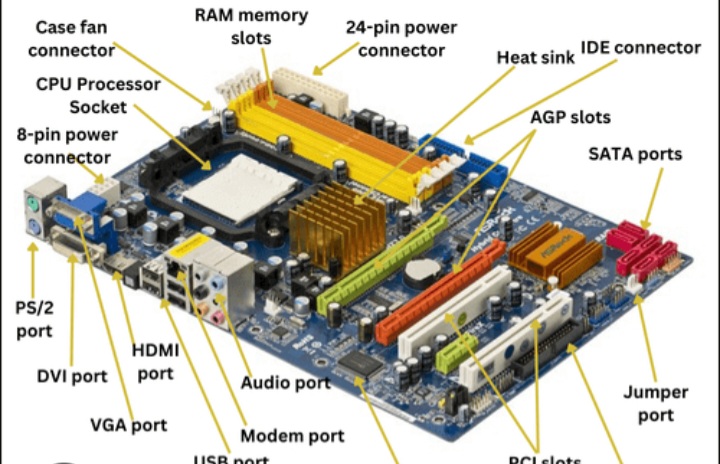 RAM memory
slots
Case fan
connector
24-pin power
connector
Heat sink
IDE connector
CPU Processor
Socket
AGP slots
8-pin power
connector
SATA ports
ASRock
ASRock
PS/2
port
HDMI
port
DVI port
Audio port
Jumper
port
VGA port
Modem port
USB port
PCI slots